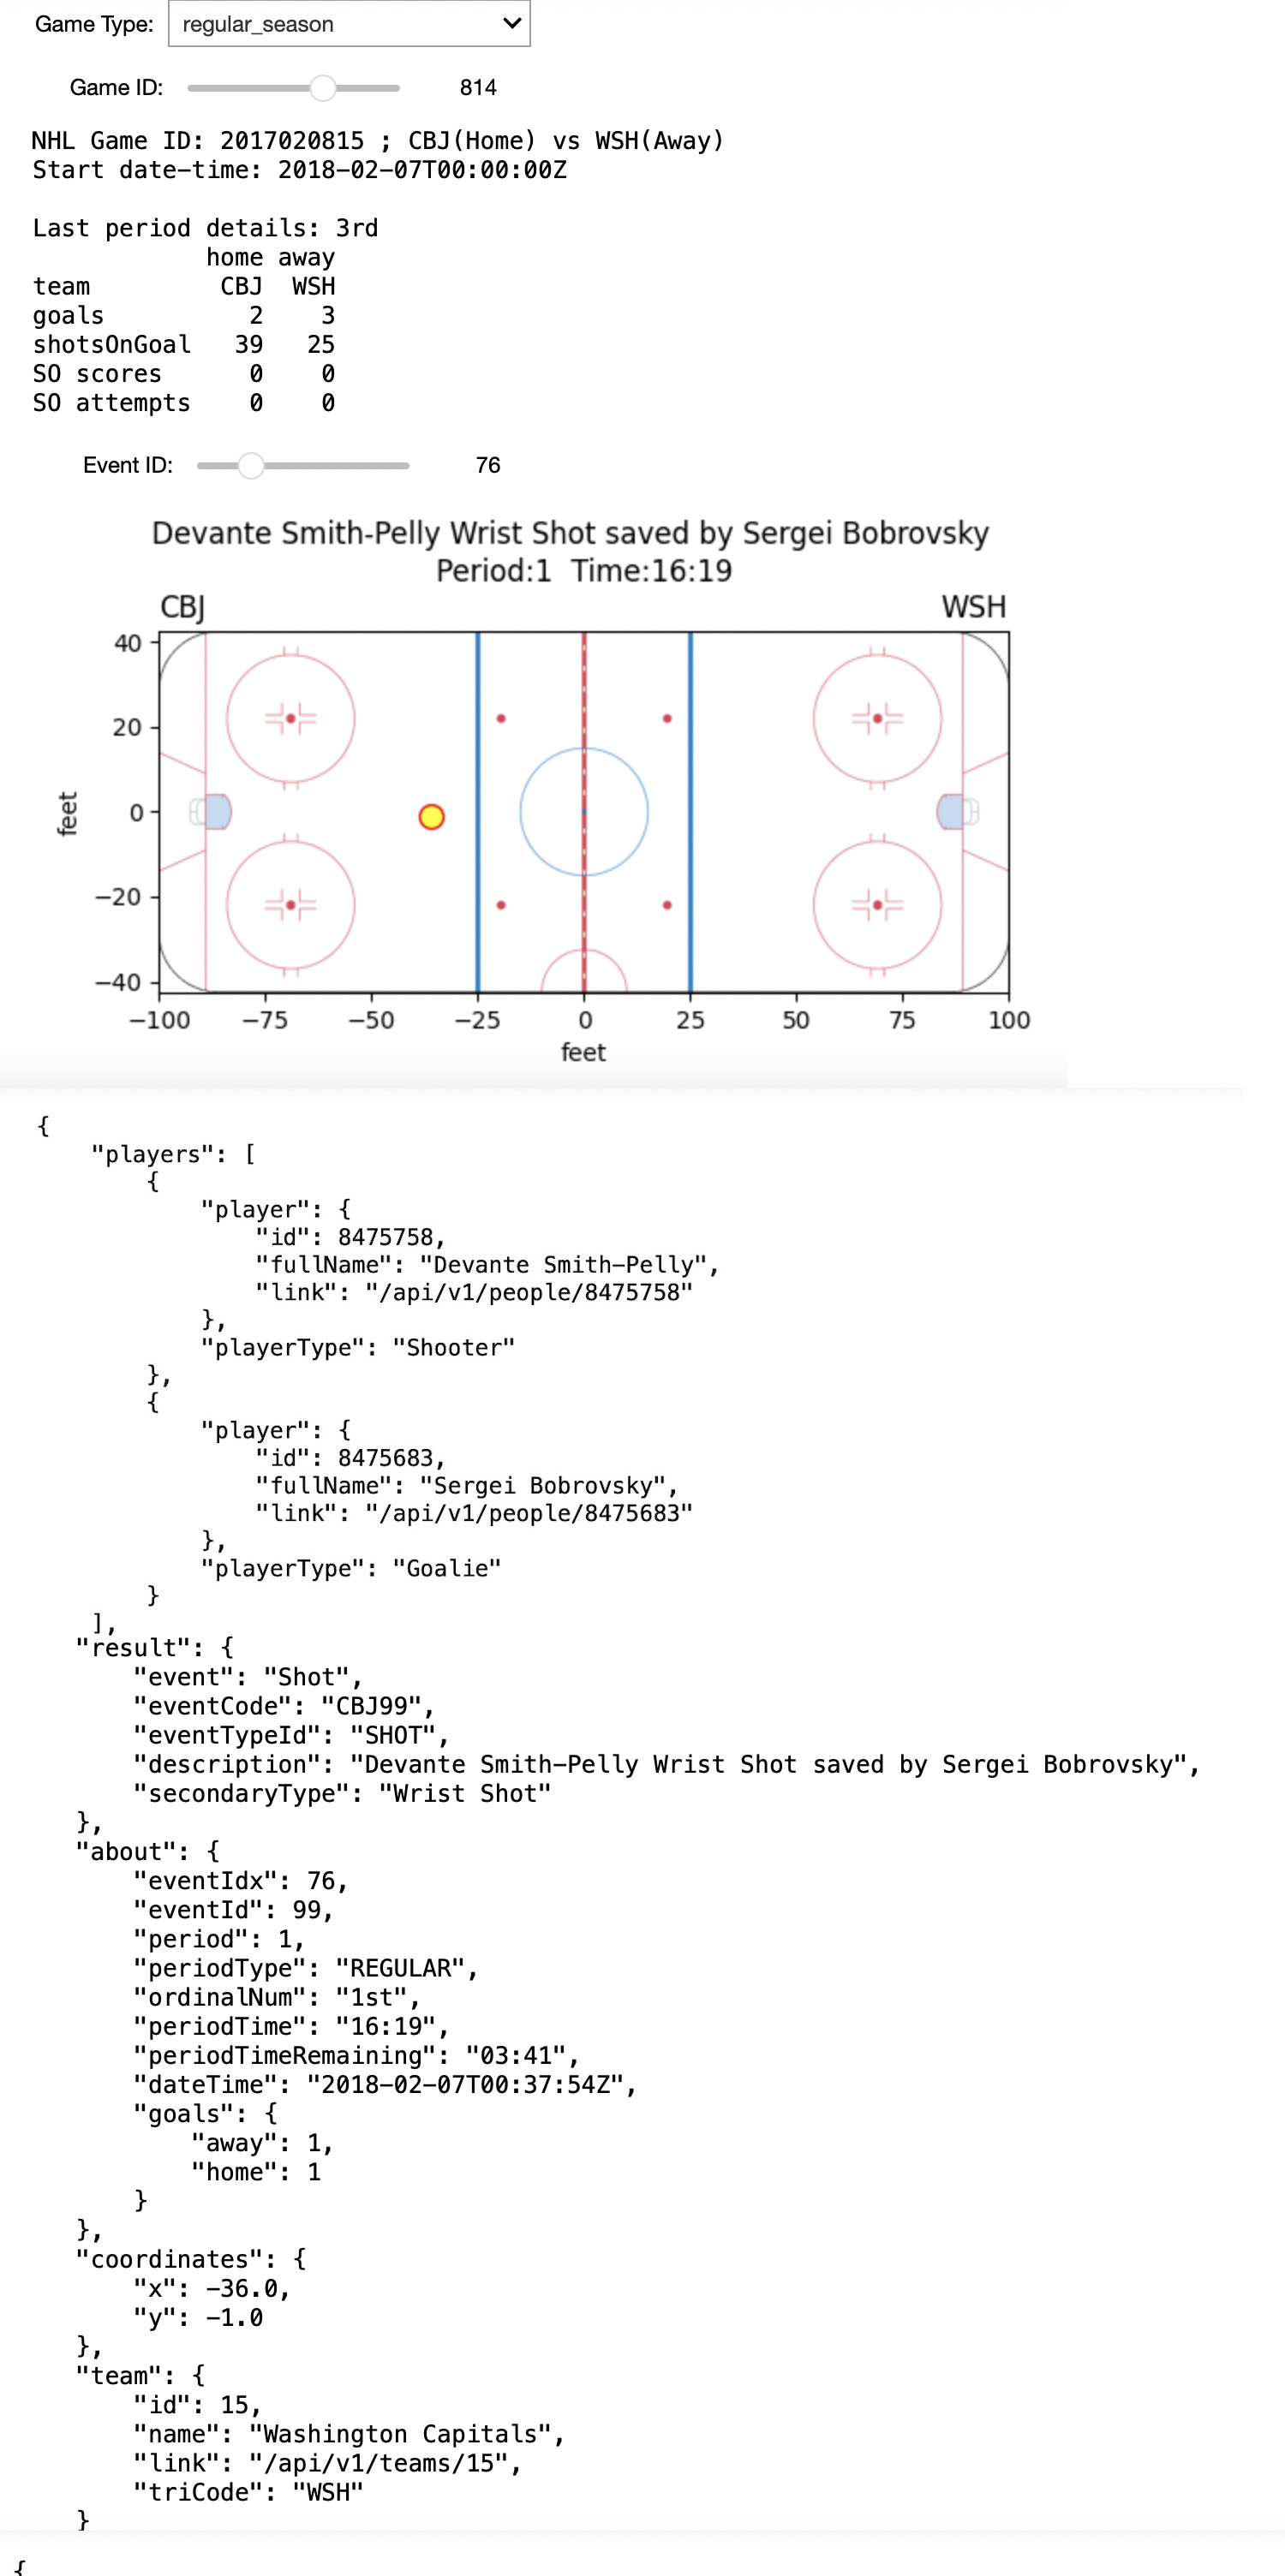 Game Type: regular_season
Game ID: 814
NHL Game ID: 2017020815 ; CBJ(Home) vs WSH(Away)
Start date-time: 2018-02-07T00:00:00Z
Last period details: 3rd
home away
team CBJ WSH
goals 2 3
shotsOnGoal 39 25
SO scores 0 0
SO attempts 0 0
Event ID: 76
Devante Smith-Pelly Wrist Shot saved by Sergei Bobrovsky
Period:1 Time:16:19
CBJ WSH
40
20
0
−20
−40
feet
−100 −75 −50 −25 0 25 50 75 100
feet
{
"players": [
{
"player": {
"id": 8475758,
"fullName": "Devante Smith-Pelly",
"link": "/api/v1/people/8475758"
},
"playerType": "Shooter"
},
{
"player": {
"id": 8475683,
"fullName": "Sergei Bobrovsky",
"link": "/api/v1/people/8475683"
},
"playerType": "Goalie"
}
],
"result": {
"event": "Shot",
"eventCode": "CBJ99",
"eventTypeId": "SHOT",
"description": "Devante Smith-Pelly Wrist Shot saved by Sergei Bobrovsky",
"secondaryType": "Wrist Shot"
},
"about": {
"eventIdx": 76,
"eventId": 99,
"period": 1,
"periodType": "REGULAR",
"ordinalNum": "1st",
"periodTime": "16:19",
"periodTimeRemaining": "03:41",
"dateTime": "2018-02-07T00:37:54Z",
"goals": {
"away": 1,
"home": 1
}
},
"coordinates": {
"x": -36.0,
"y": -1.0
},
"team": {
"id": 15,
"name": "Washington Capitals",
"link": "/api/v1/teams/15",
"triCode": "WSH"
}
{